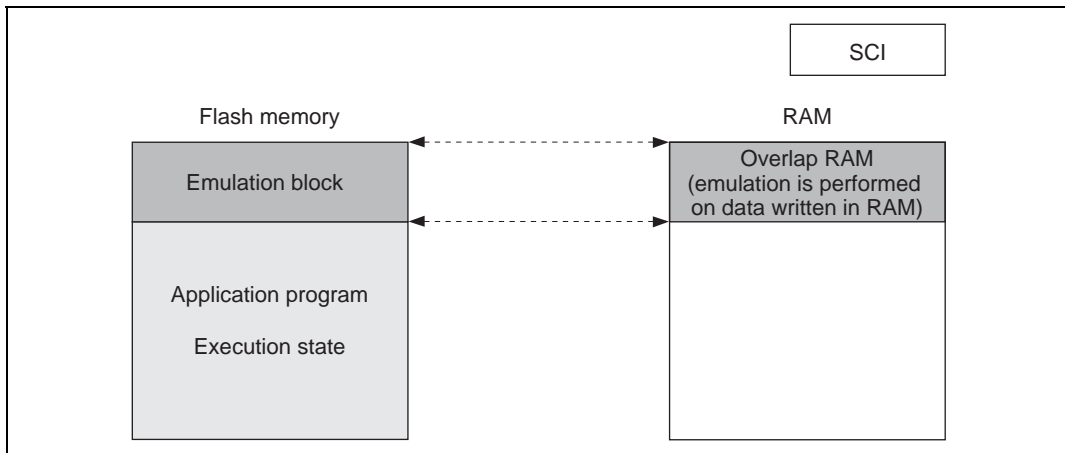 SCI
Flash memory
RAM
Emulation block
Overlap RAM
(emulation is performed
on data written in RAM)
Application program
Execution state